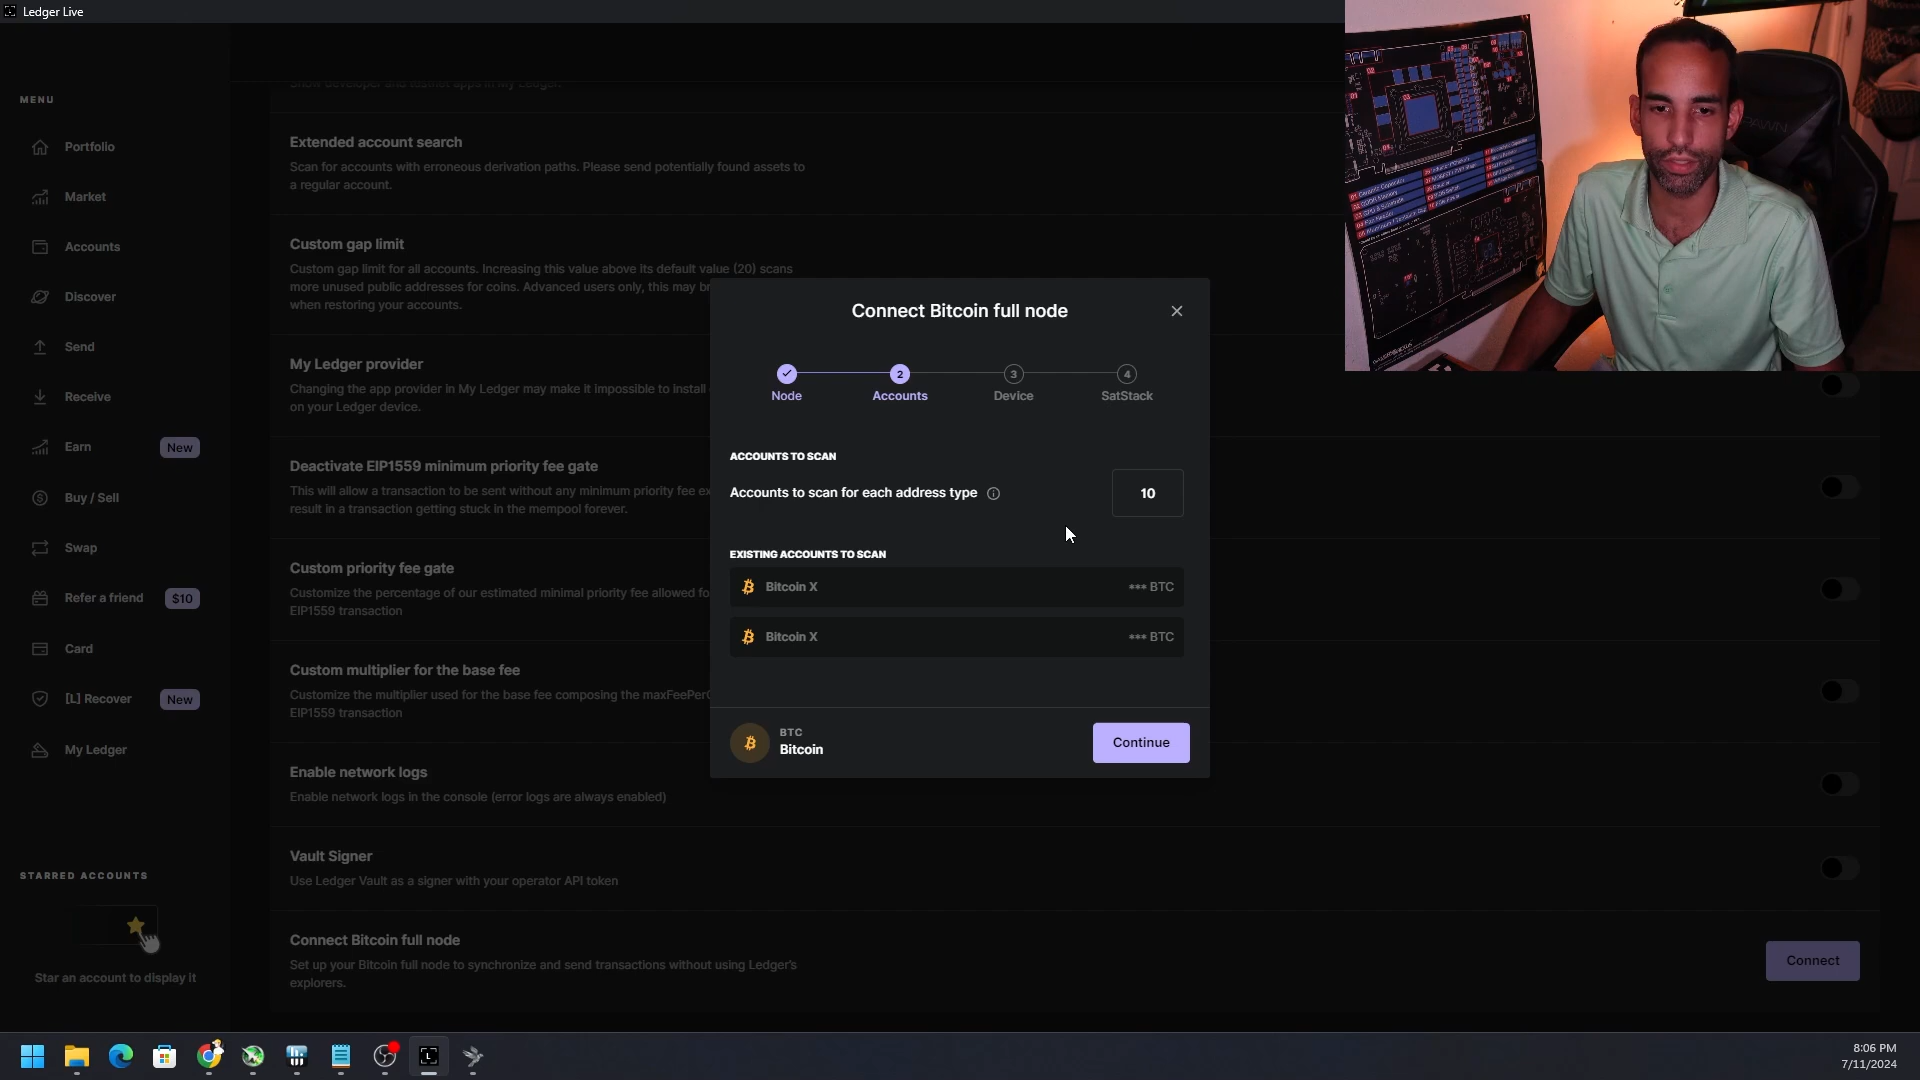 Ledger Live
MENU
Portfolio
Market
Accounts
Discover
Send
Receive
Earn
New
Buy / Sell
Swap
Refer a friend
$10
Card
[L] Recover
New
My Ledger
STARRED ACCOUNTS
Star an account to display it
Show developer and testnet apps in My Ledger.
Extended account search
Scan for accounts with erroneous derivation paths. Please send potentially found assets to
a regular account.
Custom gap limit
Custom gap limit for all accounts. Increasing this value above its default value (20) scans
more unused public addresses for coins. Advanced users only, this may br
when restoring your accounts.
My Ledger provider
Changing the app provider in My Ledger may make it impossible to install
on your Ledger device.
Deactivate EIP1559 minimum priority fee gate
This will allow a transaction to be sent without any minimum priority fee ex
result in a transaction getting stuck in the mempool forever.
Custom priority fee gate
Customize the percentage of our estimated minimal priority fee allowed fo
EIP1559 transaction
Custom multiplier for the base fee
Customize the multiplier used for the base fee composing the maxFeePerG
EIP1559 transaction
Enable network logs
Enable network logs in the console (error logs are always enabled)
Vault Signer
Use Ledger Vault as a signer with your operator API token
Connect Bitcoin full node
Set up your Bitcoin full node to synchronize and send transactions without using Ledger's
explorers.
Connect
Connect Bitcoin full node
2
3
4
Node
Accounts
Device
SatStack
ACCOUNTS TO SCAN
Accounts to scan for each address type
10
EXISTING ACCOUNTS TO SCAN
Bitcoin X
*** BTC
Bitcoin X
*** BTC
BTC
Bitcoin
Continue
8:06 PM
7/11/2024